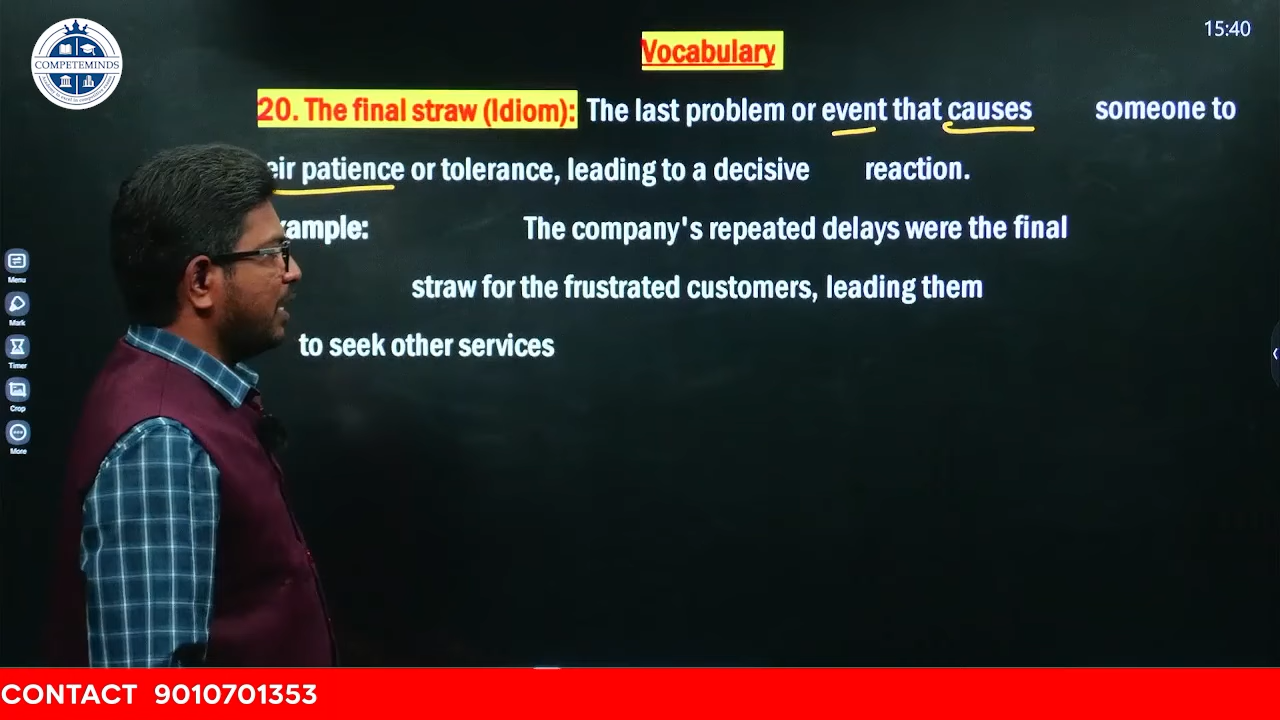 COMPETEMINDS
15:40
Vocabulary
20. The final straw (Idiom): The last problem or event that causes someone to
eir patience or tolerance, leading to a decisive reaction.
xample: The company's repeated delays were the final
straw for the frustrated customers, leading them
to seek other services
Menu
Mark
Timer
Crop
More
CONTACT 9010701353